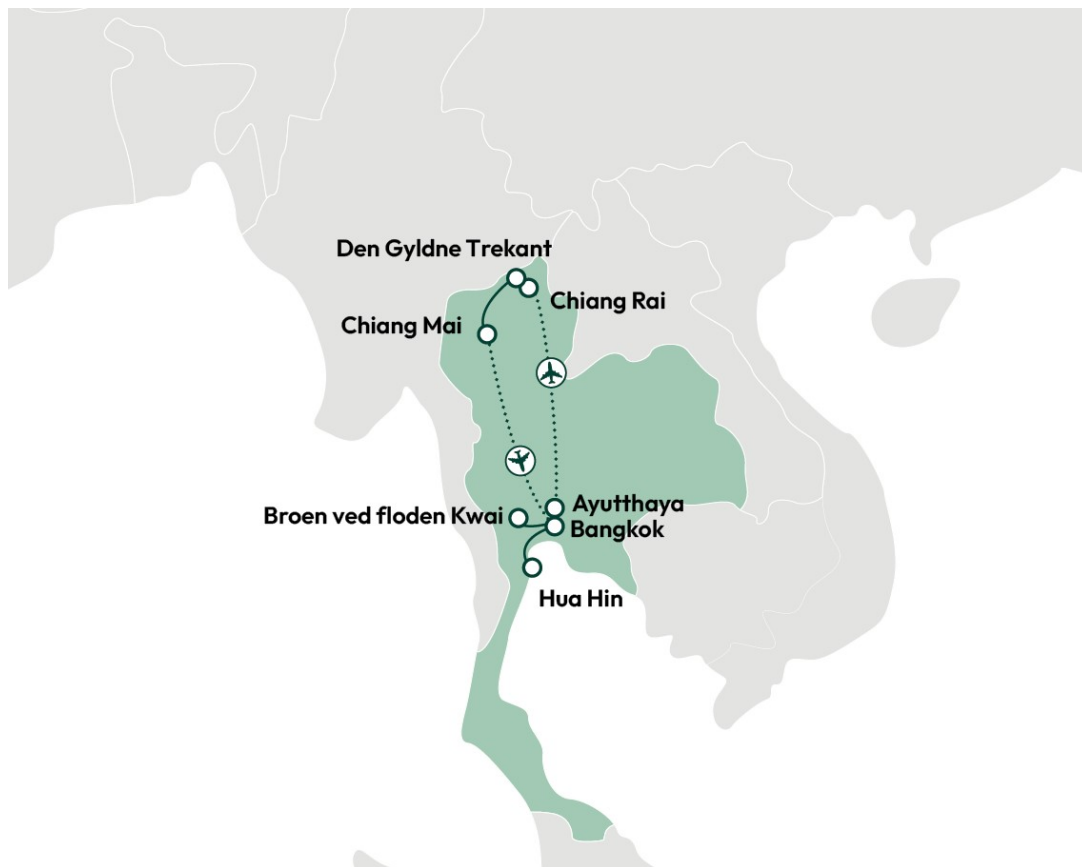 Den Gyldne Trekant
Chiang Rai
Chiang Mai
Ayutthaya
Broen ved floden Kwai
Bangkok
Hua Hin